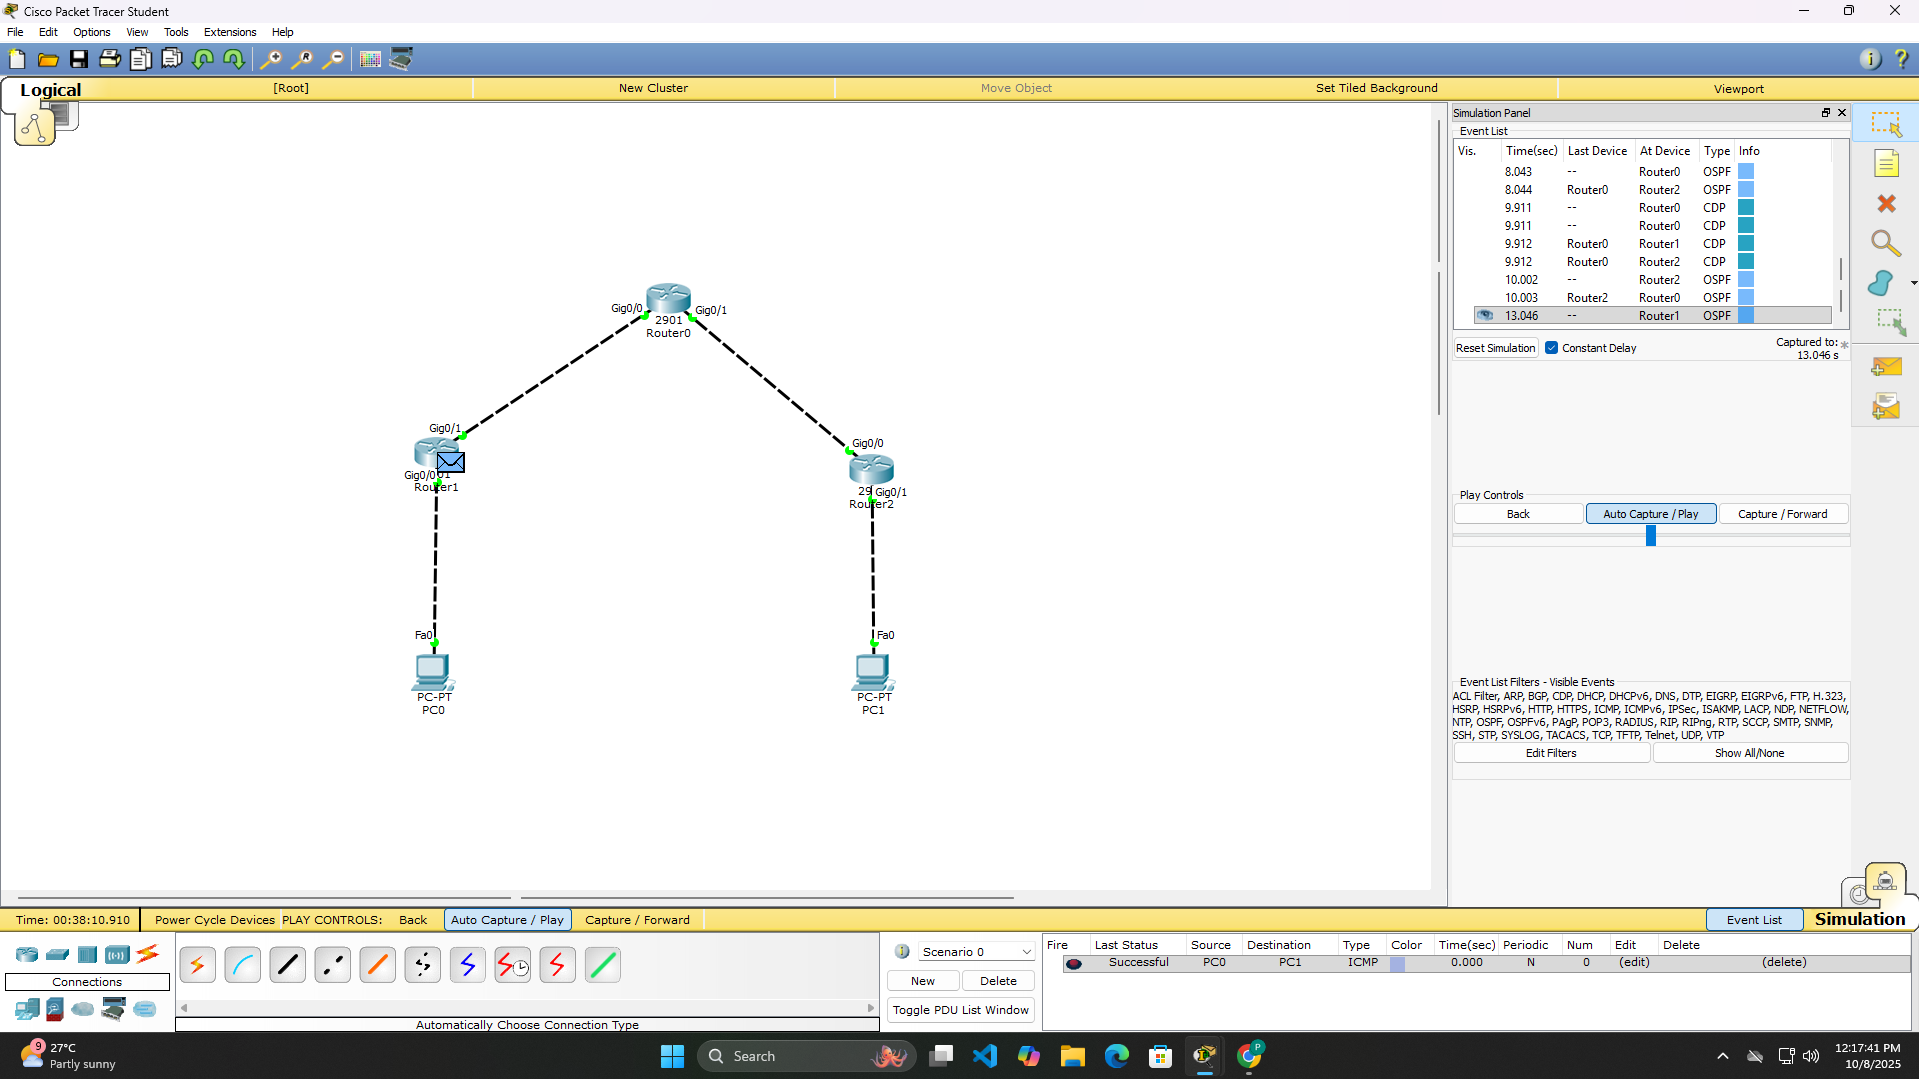 Cisco Packet Tracer Student
File Edit Options View Tools Extensions Help
Logical [Root] New Cluster Move Object Set Tiled Background Viewport
Simulation Panel
Event List
Vis. Time(sec) Last Device At Device Type Info
8.043 -- Router0 OSPF
8.044 Router0 Router2 OSPF
9.911 -- Router0 CDP
9.911 -- Router0 CDP
9.912 Router0 Router1 CDP
9.912 Router0 Router2 CDP
10.002 -- Router2 OSPF
10.003 Router2 Router0 OSPF
13.046 -- Router1 OSPF
Reset Simulation Constant Delay Captured to: *
13.046 s
Gig0/0 Gig0/1
2901
Router0
Gig0/1
Gig0/0 01
Router1
Gig0/0
29 Gig0/1
Router2
Fa0
PC-PT
PC0
Fa0
PC-PT
PC1
Play Controls
Back Auto Capture / Play Capture / Forward
Event List Filters - Visible Events
ACL Filter, ARP, BGP, CDP, DHCP, DHCPv6, DNS, DTP, EIGRP, EIGRPv6, FTP, H.323,
HSRP, HSRPv6, HTTP, HTTPS, ICMP, ICMPv6, IPSec, ISAKMP, LACP, NDP, NETFLOW,
NTP, OSPF, OSPFv6, PAgP, POP3, RADIUS, RIP, RIPng, RTP, SCCP, SMTP, SNMP,
SSH, STP, SYSLOG, TACACS, TCP, TFTP, Telnet, UDP, VTP
Edit Filters Show All/None
Time: 00:38:10.910 Power Cycle Devices PLAY CONTROLS: Back Auto Capture / Play Capture / Forward Event List Simulation
Connections
Automatically Choose Connection Type
Scenario 0
New Delete
Toggle PDU List Window
Fire Last Status Source Destination Type Color Time(sec) Periodic Num Edit Delete
Successful PC0 PC1 ICMP 0.000 N 0 (edit) (delete)
9
27°C
Partly sunny
Search
P
12:17:41 PM
10/8/2025